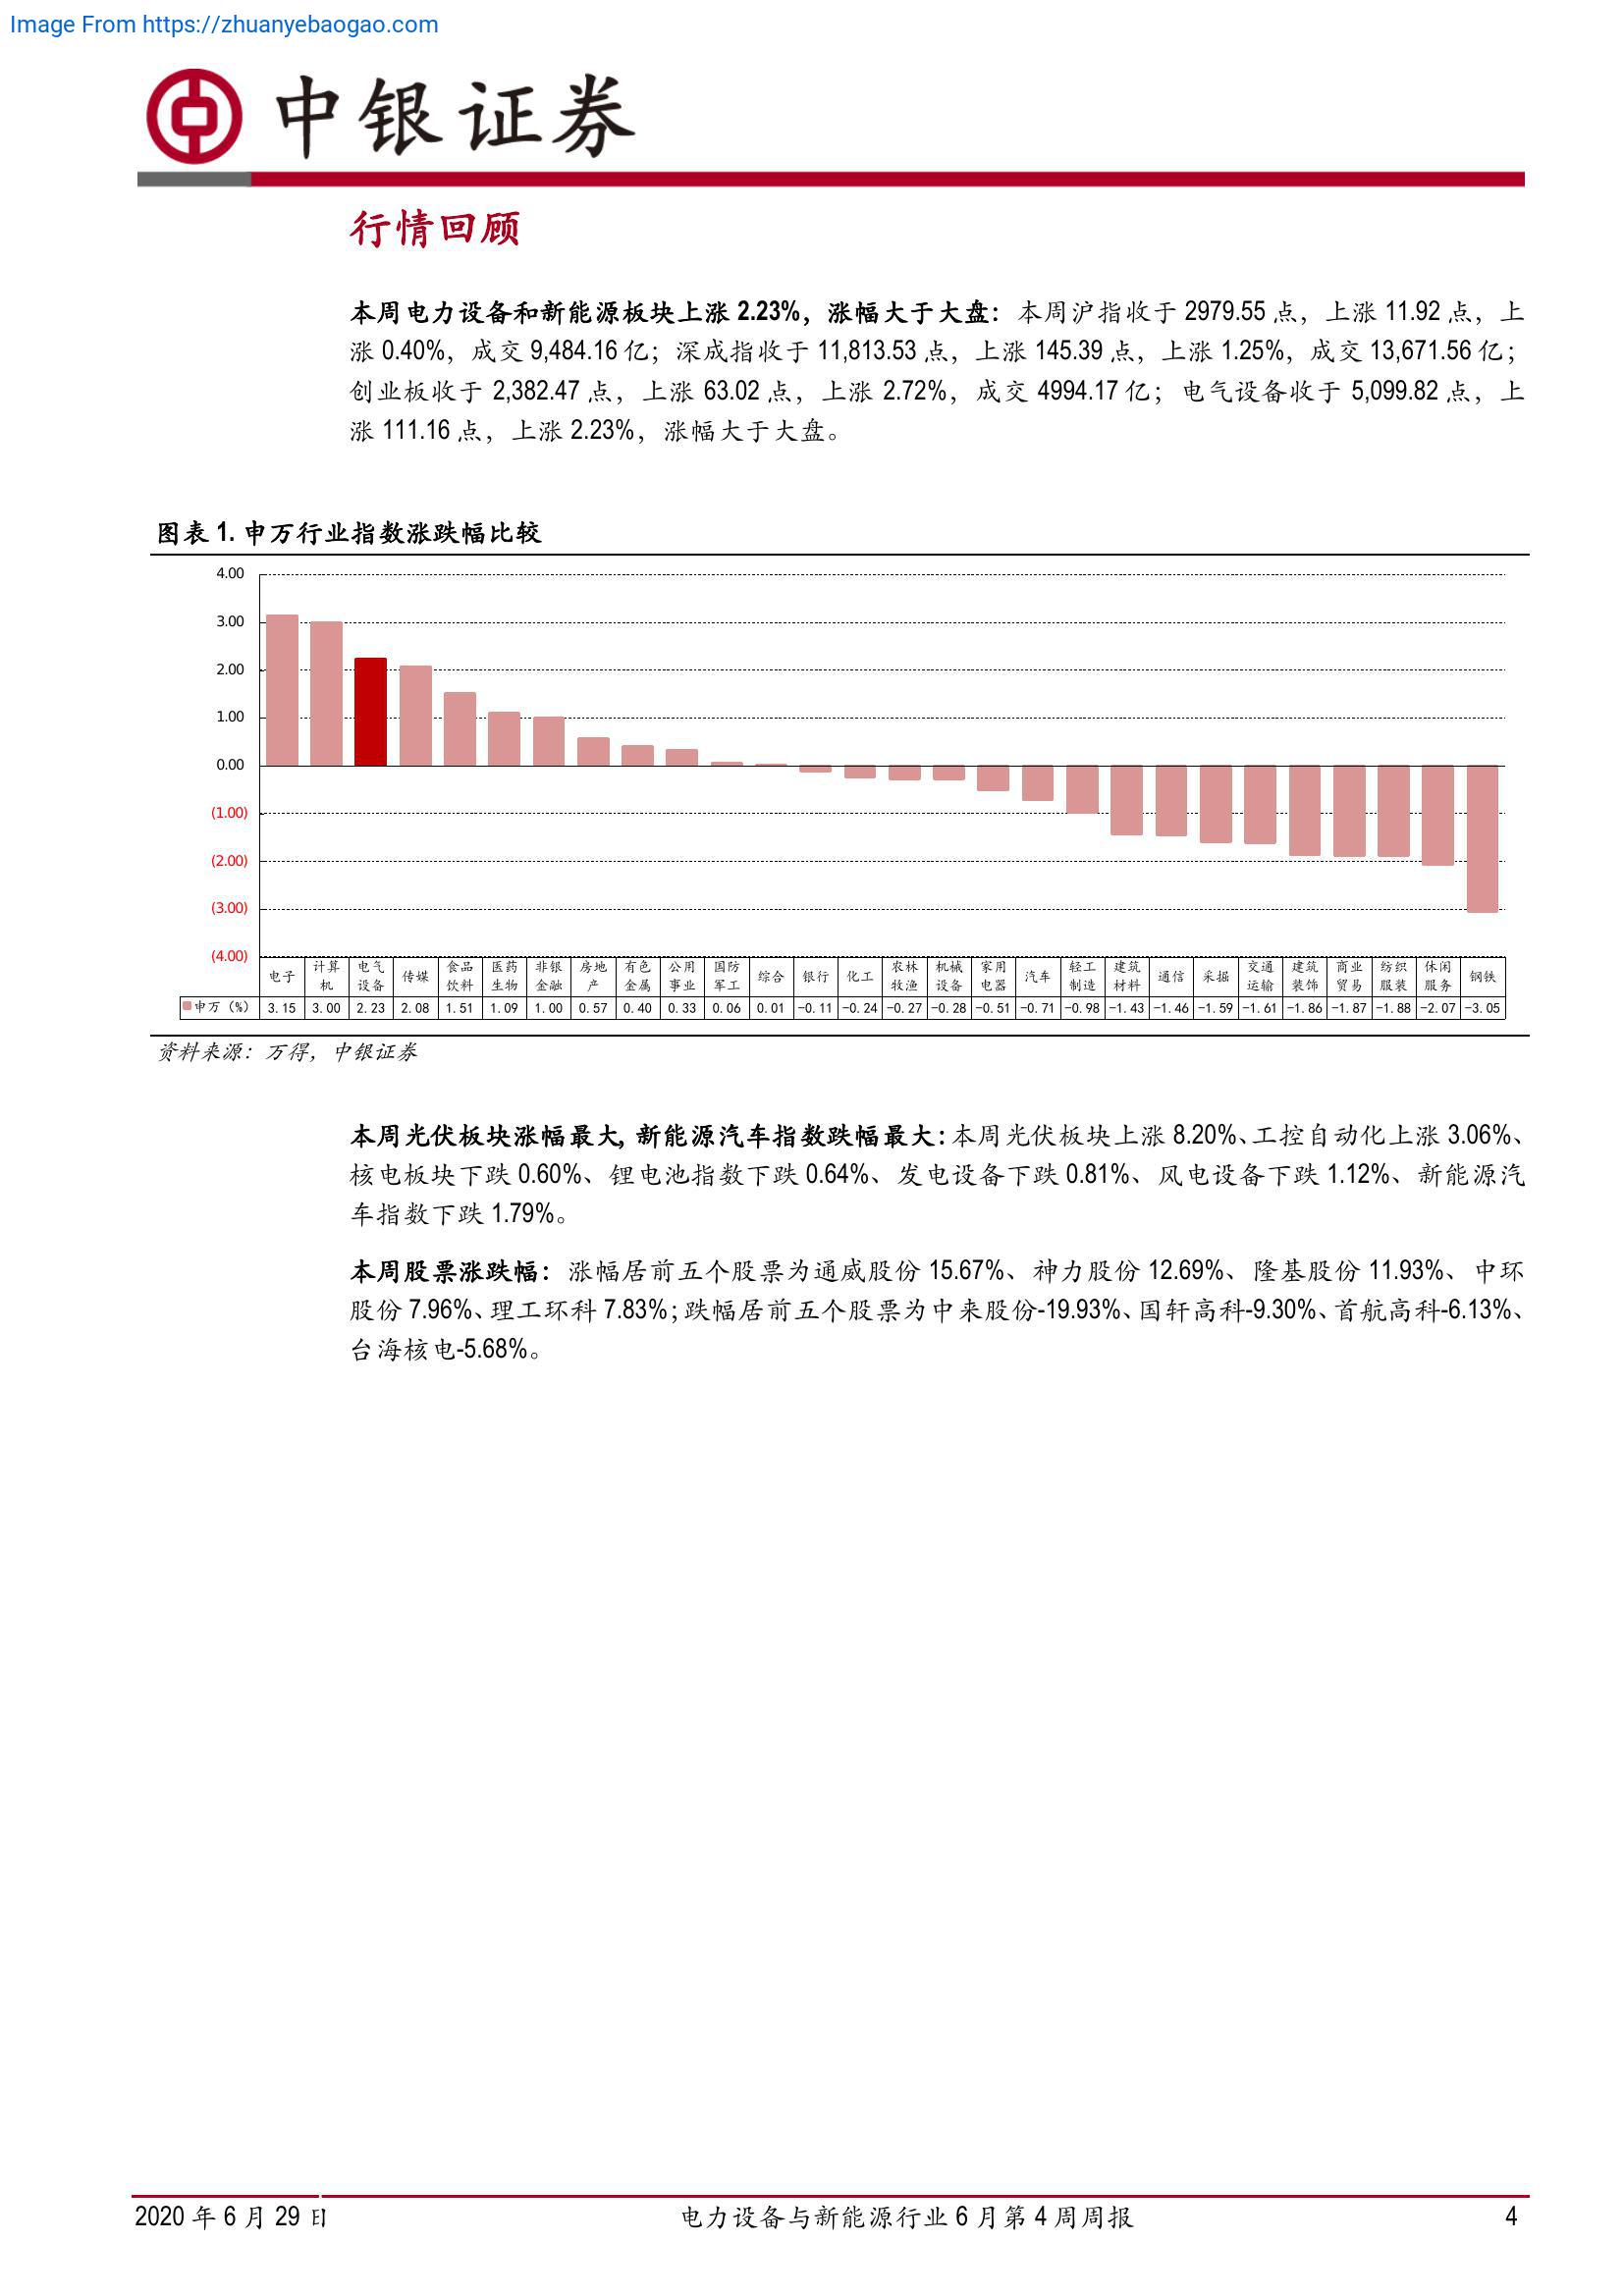 Image From https://zhuanyebaogao.com
中银证券
行情回顾
本周电力设备和新能源板块上涨 2.23%，涨幅大于大盘：本周沪指收于 2979.55 点，上涨 11.92 点，上
涨 0.40%，成交 9,484.16 亿；深成指收于 11,813.53 点，上涨 145.39 点，上涨 1.25%，成交 13,671.56 亿；
创业板收于 2,382.47 点，上涨 63.02 点，上涨 2.72%，成交 4994.17 亿；电气设备收于 5,099.82 点，上
涨 111.16 点，上涨 2.23%，涨幅大于大盘。
图表 1. 申万行业指数涨跌幅比较
4.00
3.00
2.00
1.00
0.00
(1.00)
(2.00)
(3.00)
(4.00)
电子 计算机 电气设备 传媒 食品饮料 医药生物 非银金融 房地产 有色金属 公用事业 国防军工 综合 银行 化工 农林牧渔 机械设备 家用电器 汽车 轻工制造 建筑材料 通信 采掘 交通运输 建筑装饰 商业贸易 纺织服装 休闲服务 钢铁
申万（%） 3.15 3.00 2.23 2.08 1.51 1.09 1.00 0.57 0.40 0.33 0.06 0.01 -0.11 -0.24 -0.27 -0.28 -0.51 -0.71 -0.98 -1.43 -1.46 -1.59 -1.61 -1.86 -1.87 -1.88 -2.07 -3.05
资料来源：万得，中银证券
本周光伏板块涨幅最大，新能源汽车指数跌幅最大：本周光伏板块上涨 8.20%、工控自动化上涨 3.06%、
核电板块下跌 0.60%、锂电池指数下跌 0.64%、发电设备下跌 0.81%、风电设备下跌 1.12%、新能源汽
车指数下跌 1.79%。
本周股票涨跌幅：涨幅居前五个股票为通威股份 15.67%、神力股份 12.69%、隆基股份 11.93%、中环
股份 7.96%、理工环科 7.83%；跌幅居前五个股票为中来股份-19.93%、国轩高科-9.30%、首航高科-6.13%、
台海核电-5.68%。
2020 年 6 月 29 日
电力设备与新能源行业 6 月第 4 周周报
4